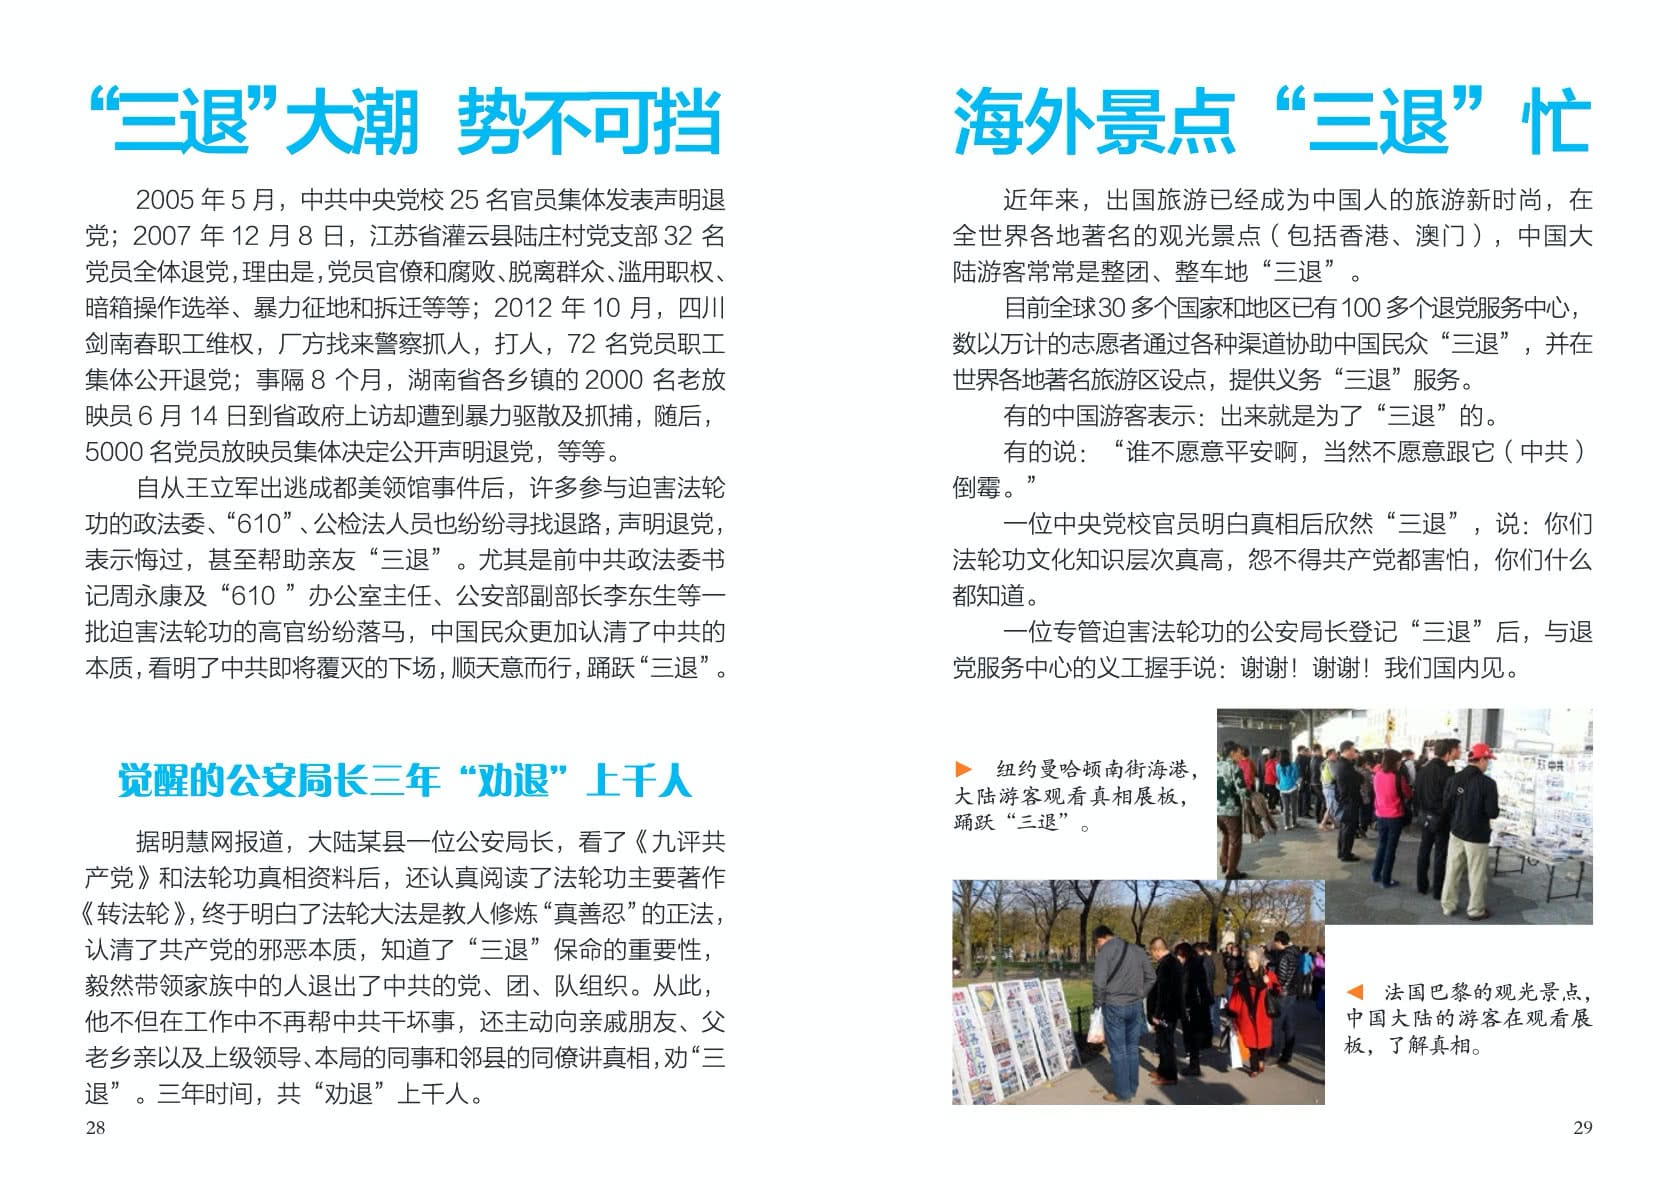 “三退”大潮 势不可挡
2005 年 5 月，中共中央党校 25 名官员集体发表声明退
党；2007 年 12 月 8 日，江苏省灌云县陆庄村党支部 32 名
党员全体退党，理由是，党员官僚和腐败、脱离群众、滥用职权、
暗箱操作选举、暴力征地和拆迁等等；2012 年 10 月，四川
剑南春职工维权，厂方找来警察抓人，打人，72 名党员职工
集体公开退党；事隔 8 个月，湖南省各乡镇的 2000 名老放
映员 6 月 14 日到省政府上访却遭到暴力驱散及抓捕，随后，
5000 名党员放映员集体决定公开声明退党，等等。
自从王立军出逃成都美领馆事件后，许多参与迫害法轮
功的政法委、“610”、公检法人员也纷纷寻找退路，声明退党，
表示悔过，甚至帮助亲友“三退”。尤其是前中共政法委书
记周永康及“610 ”办公室主任、公安部副部长李东生等一
批迫害法轮功的高官纷纷落马，中国民众更加认清了中共的
本质，看明了中共即将覆灭的下场，顺天意而行，踊跃“三退”。
觉醒的公安局长三年“劝退”上千人
据明慧网报道，大陆某县一位公安局长，看了《九评共
产党》和法轮功真相资料后，还认真阅读了法轮功主要著作
《转法轮》，终于明白了法轮大法是教人修炼“真善忍”的正法，
认清了共产党的邪恶本质，知道了“三退”保命的重要性，
毅然带领家族中的人退出了中共的党、团、队组织。从此，
他不但在工作中不再帮中共干坏事，还主动向亲戚朋友、父
老乡亲以及上级领导、本局的同事和邻县的同僚讲真相，劝“三
退”。三年时间，共“劝退”上千人。
28
海外景点“三退”忙
近年来，出国旅游已经成为中国人的旅游新时尚，在
全世界各地著名的观光景点（包括香港、澳门），中国大
陆游客常常是整团、整车地“三退”。
目前全球 30 多个国家和地区已有 100 多个退党服务中心，
数以万计的志愿者通过各种渠道协助中国民众“三退”，并在
世界各地著名旅游区设点，提供义务“三退”服务。
有的中国游客表示：出来就是为了“三退”的。
有的说：“谁不愿意平安啊，当然不愿意跟它（中共）
倒霉。”
一位中央党校官员明白真相后欣然“三退”，说：你们
法轮功文化知识层次真高，怨不得共产党都害怕，你们什么
都知道。
一位专管迫害法轮功的公安局长登记“三退”后，与退
党服务中心的义工握手说：谢谢！谢谢！我们国内见。
▶ 纽约曼哈顿南街海港，
大陆游客观看真相展板，
踊跃“三退”。
◀ 法国巴黎的观光景点，
中国大陆的游客在观看展
板，了解真相。
29